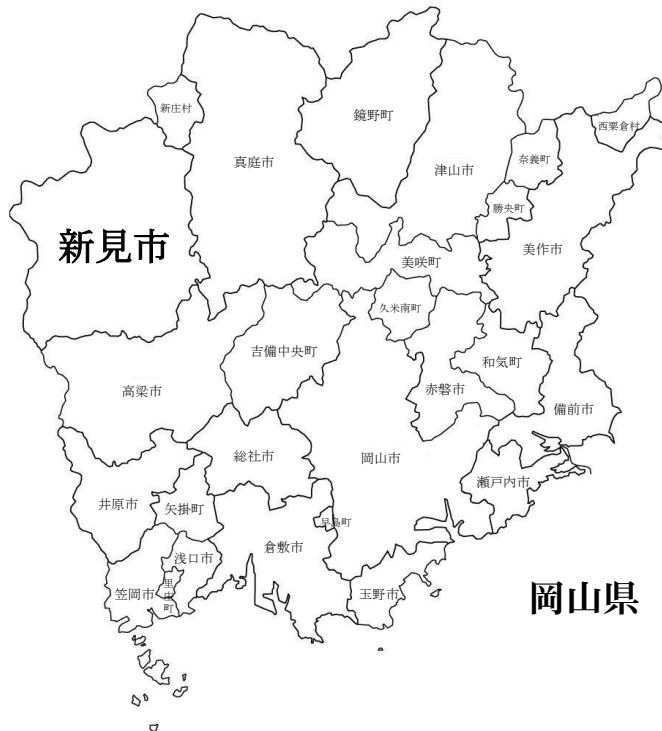 新庄村
真庭市
鏡野町
津山市
奈義町
西粟倉村
勝央町
新見市
美咲町
美作市
久米南町
吉備中央町
和気町
高梁市
赤磐市
備前市
総社市
岡山市
瀬戸内市
井原市
矢掛町
早島町
倉敷市
浅口市
笠岡市
里庄町
玉野市
岡山県